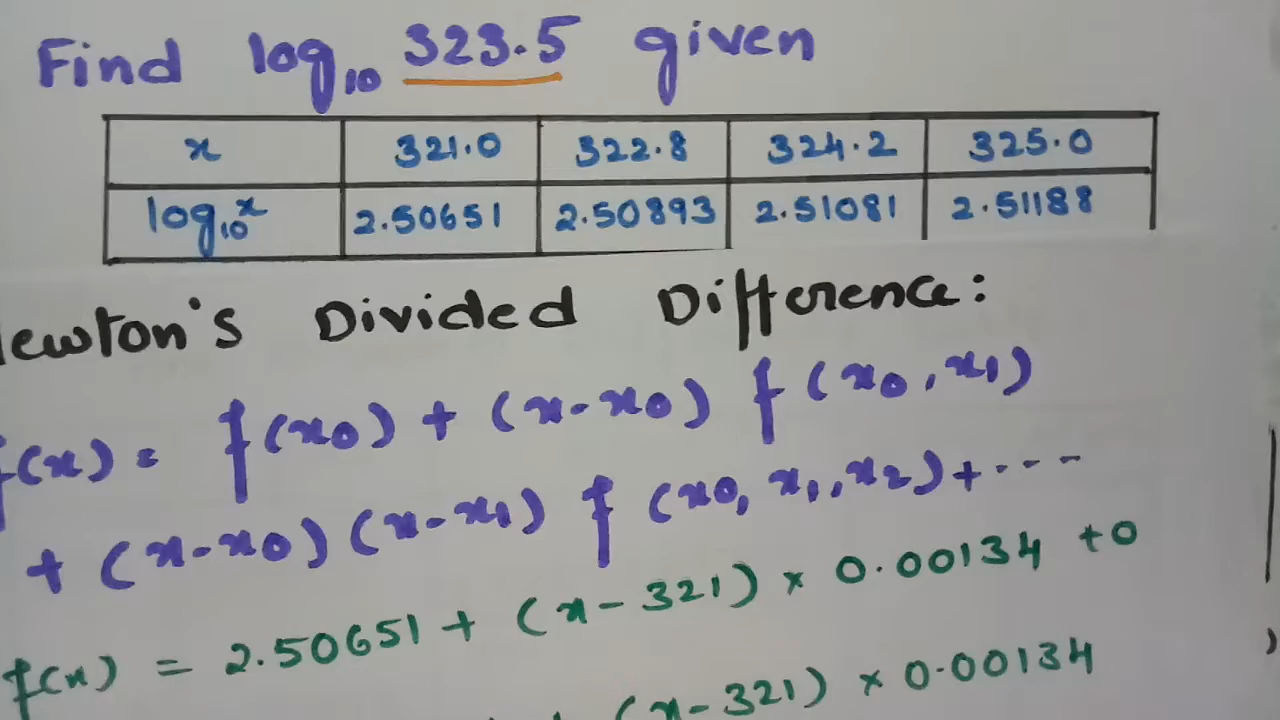 Find log₁₀ 323.5 given
x 321.0 322.8 324.2 325.0
log₁₀x 2.50651 2.50893 2.51081 2.51188
Divided Difference:
f(x) = f(x0) + (x-x0) f(x0, x1)
+ (x-x0) (x-x1) f (x0, x1, x2) + ....
f(x) = 2.50651 + (x-321) × 0.00134 +0
(x-321) × 0.00134